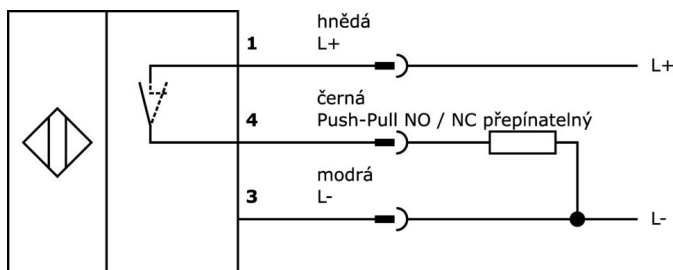 hnědá
1 L+
L+
černá
4 Push-Pull NO / NC přepínatelný
modrá
3 L-
L-